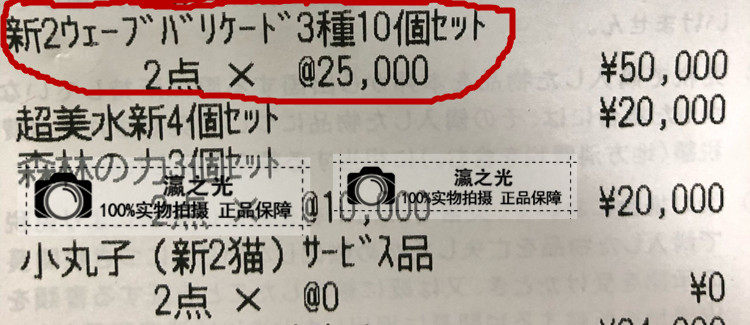 新2ウェーブバリケード3種10個セット
2点 × @25,000 ¥50,000
超美水新4個セット ¥20,000
森林の力3個セット
瀛之光
100%实物拍摄 正品保障
瀛之光
100%实物拍摄 正品保障
2点 × @10,000 ¥20,000
小丸子(新2猫)サービス品
2点 × @0 ¥0